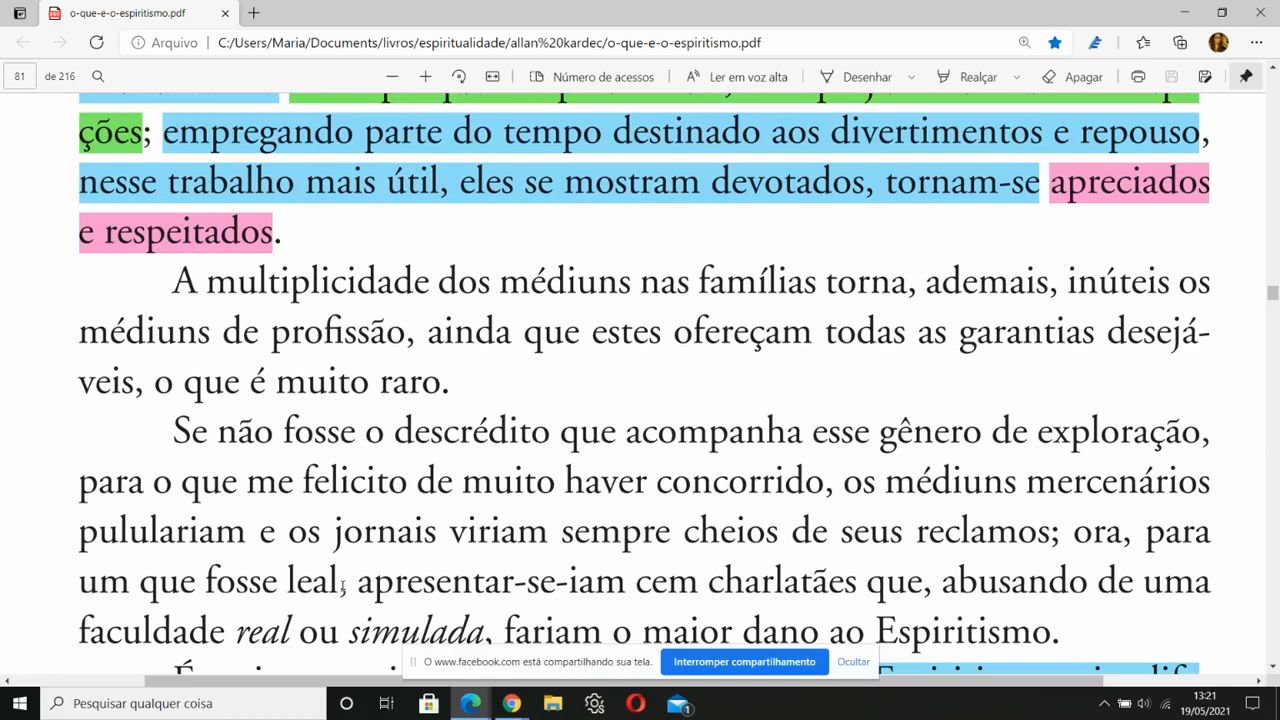 o-que-e-o-espiritismo.pdf
Arquivo
C:/Users/Maria/Documents/livros/espiritualidade/allan%20kardec/o-que-e-o-espiritismo.pdf
81
de 216
Número de acessos
Ler em voz alta
Desenhar
Realçar
Apagar
ções; empregando parte do tempo destinado aos divertimentos e repouso,
nesse trabalho mais útil, eles se mostram devotados, tornam-se apreciados
e respeitados.
A multiplicidade dos médiuns nas famílias torna, ademais, inúteis os
médiuns de profissão, ainda que estes ofereçam todas as garantias desejá-
veis, o que é muito raro.
Se não fosse o descrédito que acompanha esse gênero de exploração,
para o que me felicito de muito haver concorrido, os médiuns mercenários
pululariam e os jornais viriam sempre cheios de seus reclamos; ora, para
um que fosse leal, apresentar-se-iam cem charlatães que, abusando de uma
faculdade real ou simulada, fariam o maior dano ao Espiritismo.
O www.facebook.com está compartilhando sua tela.
Interromper compartilhamento
Ocultar
Pesquisar qualquer coisa
1
13:21
19/05/2021